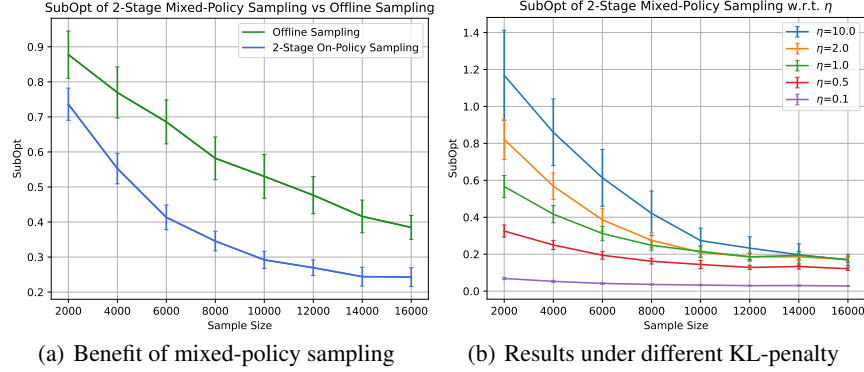 SubOpt of 2-Stage Mixed-Policy Sampling vs Offline Sampling
Offline Sampling
2-Stage On-Policy Sampling
SubOpt
0.9
0.8
0.7
0.6
0.5
0.4
0.3
0.2
2000 4000 6000 8000 10000 12000 14000 16000
Sample Size
(a) Benefit of mixed-policy sampling
SubOpt of 2-Stage Mixed-Policy Sampling w.r.t. η
η=10.0
η=2.0
η=1.0
η=0.5
η=0.1
SubOpt
1.4
1.2
1.0
0.8
0.6
0.4
0.2
0.0
2000 4000 6000 8000 10000 12000 14000 16000
Sample Size
(b) Results under different KL-penalty